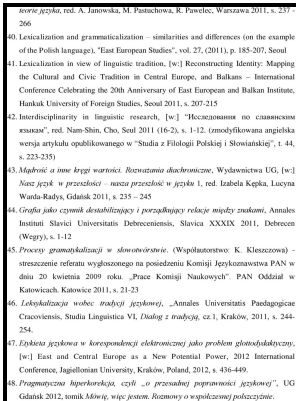 teorie języka, red. A. Janowska, M. Pastuchowa, R. Pawelec, Warszawa 2011, s. 237 -
266
40. Lexicalization and grammaticalization – similarities and differences (on the example
of the Polish language), "East European Studies", vol. 27, (2011), p. 185-207, Seoul
41. Lexicalization in view of linguistic tradition, [w:] Reconstructing Identity: Mapping
the Cultural and Civic Tradition in Central Europe, and Balkans – International
Conference Celebrating the 20th Anniversary of East European and Balkan Institute,
Hankuk University of Foreign Studies, Seoul 2011, s. 207-215
42. Interdisciplinarity in linguistic research, [w:] "Исследования по славянским
языкам", red. Nam-Shin, Cho, Seul 2011 (16-2), s. 1-12. (zmodyfikowana angielska
wersja artykułu opublikowanego w "Studia z Filologii Polskiej i Słowiańskiej", t. 44,
s. 223-235)
43. Mądrość a inne kręgi wartości. Rozważania diachroniczne, Wydawnictwo UG, [w:]
Nasz język w przeszłości – nasza przeszłość w języku 1, red. Izabela Kępka, Lucyna
Warda-Radys, Gdańsk 2011, s. 235 – 245
44. Grafia jako czynnik destabilizujący i porządkujący relacje między znakami, Annales
Instituti Slavici Universitatis Debreceniensis, Slavica XXXIX 2011, Debrecen
(Węgry), s. 1-12
45. Procesy gramatykalizacji w słowotwórstwie. (Współautorstwo: K. Kleszczowa) -
streszczenie referatu wygłoszonego na posiedzeniu Komisji Językoznawstwa PAN w
dniu 20 kwietnia 2009 roku. „Prace Komisji Naukowych". PAN Oddział w
Katowicach. Katowice 2011, s. 21-23
46. Leksykalizacja wobec tradycji językowej, „Annales Universitatis Paedagogicae
Cracoviensis, Studia Linguistica VI, Dialog z tradycją, cz.1, Kraków, 2011, s. 244-
254.
47. Etykieta językowa w korespondencji elektronicznej jako problem glottodydaktyczny,
[w:] East and Central Europe as a New Potential Power, 2012 International
Conference, Jagiellonian University, Kraków, Poland, 2012, s. 436-449.
48. Pragmatyczna hiperkorekcja, czyli „o przesadnej poprawności językowej", UG
Gdańsk 2012, tomik Mówię, więc jestem. Rozmowy o współczesnej polszczyźnie.